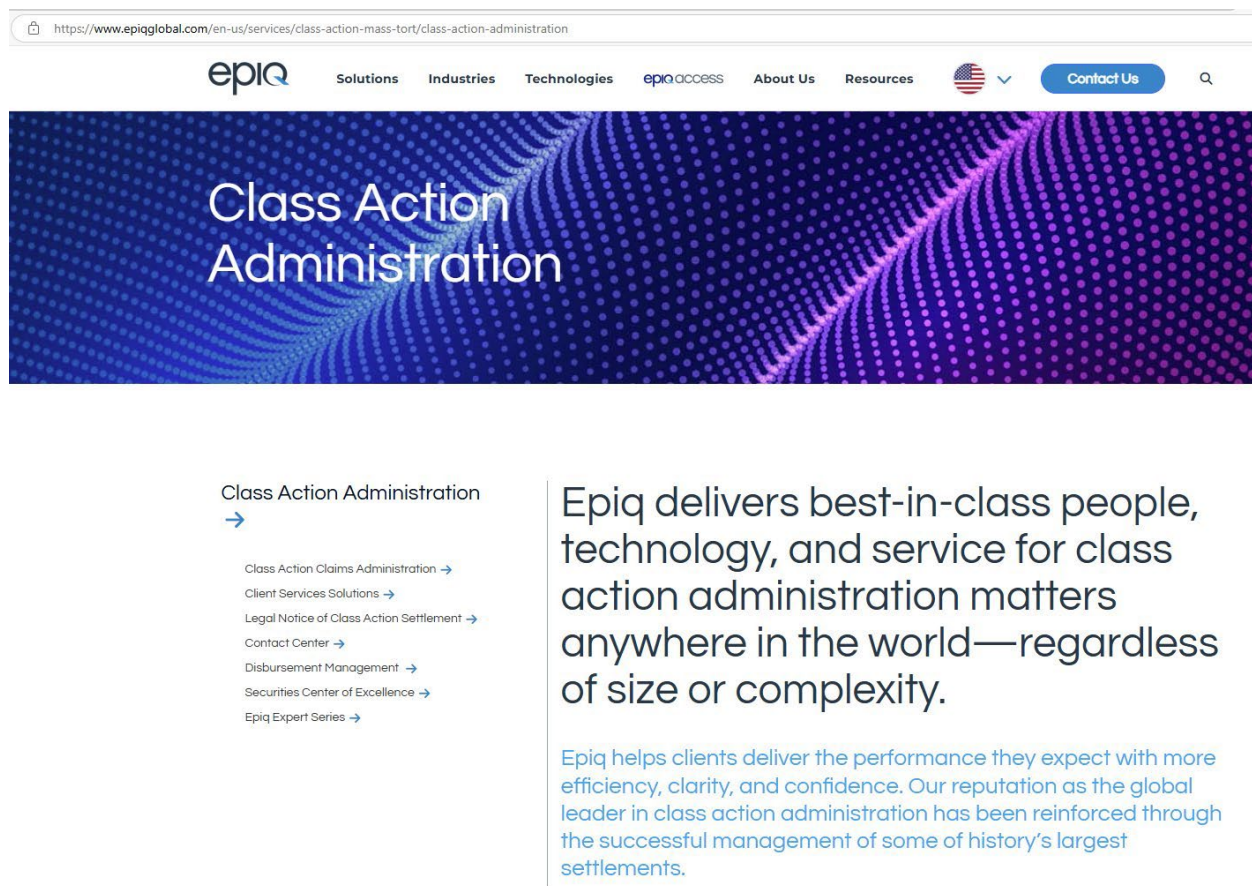 https://www.epiqglobal.com/en-us/services/class-action-mass-tort/class-action-administration
epiq
Solutions
Industries
Technologies
epiq access
About Us
Resources
Contact Us
Class Action
Administration
Class Action Administration
Class Action Claims Administration
Client Services Solutions
Legal Notice of Class Action Settlement
Contact Center
Disbursement Management
Securities Center of Excellence
Epiq Expert Series
Epiq delivers best-in-class people,
technology, and service for class
action administration matters
anywhere in the world—regardless
of size or complexity.
Epiq helps clients deliver the performance they expect with more
efficiency, clarity, and confidence. Our reputation as the global
leader in class action administration has been reinforced through
the successful management of some of history's largest
settlements.